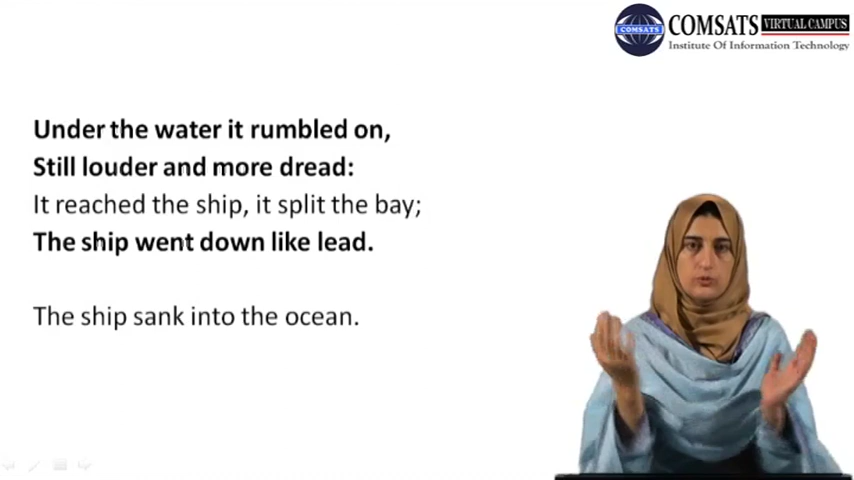 COMSATS VIRTUAL CAMPUS
Institute Of Information Technology
COMSATS
Under the water it rumbled on,
Still louder and more dread:
It reached the ship, it split the bay;
The ship went down like lead.
The ship sank into the ocean.